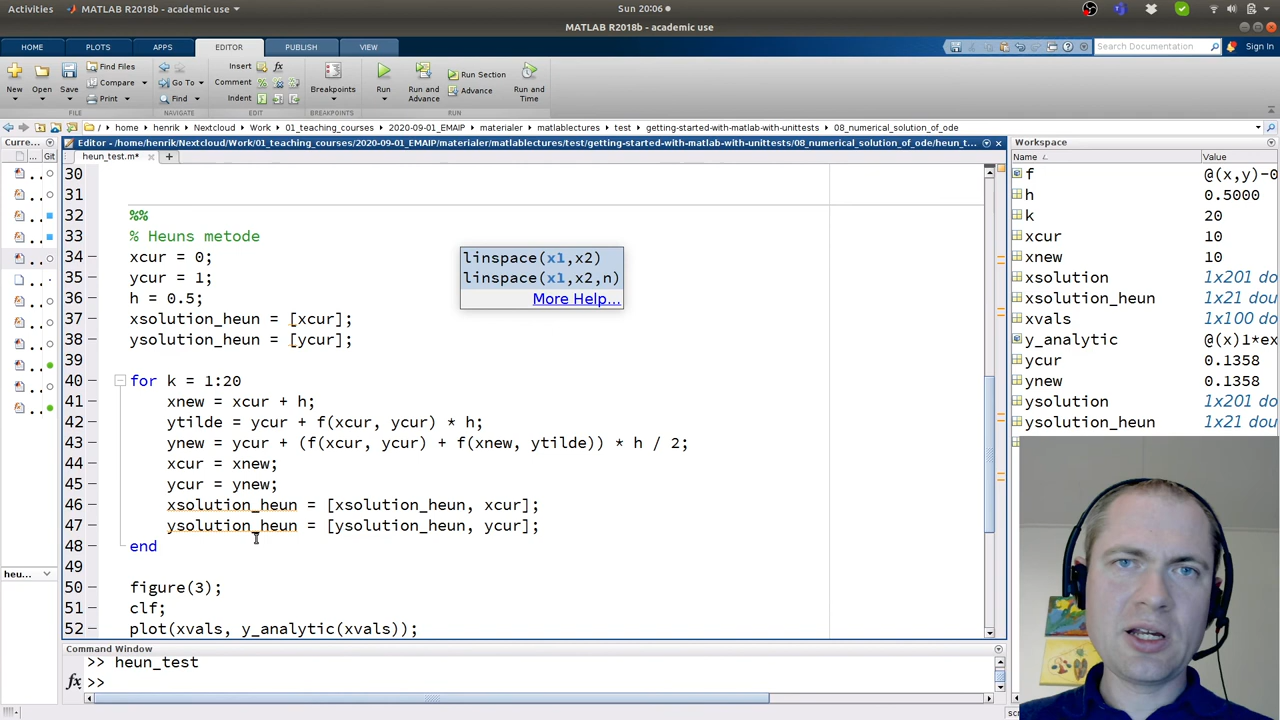 Activities MATLAB R2018b - academic use Sun 20:06
MATLAB R2018b - academic use
HOME PLOTS APPS EDITOR PUBLISH VIEW Search Documentation Sign In
New Open Save Find Files Compare Print Go To Find Insert Comment Indent Breakpoints Run Run and Advance Run Section Advance Run and Time
FILE NAVIGATE EDIT BREAKPOINTS RUN
/ home henrik Nextcloud Work 01_teaching_courses 2020-09-01_EMAIP materialer matlablectures test getting-started-with-matlab-with-unittests 08_numerical_solution_of_ode
Curre...
... Git
Editor - /home/henrik/Nextcloud/Work/01_teaching_courses/2020-09-01_EMAIP/materialer/matlablectures/test/getting-started-with-matlab-with-unittests/08_numerical_solution_of_ode/heun_t...
heun_test.m*
30
31
32 %%
33 % Heuns metode
34 xcur = 0;
35 ycur = 1;
36 h = 0.5;
37 xsolution_heun = [xcur];
38 ysolution_heun = [ycur];
39
40 for k = 1:20
41 xnew = xcur + h;
42 ytilde = ycur + f(xcur, ycur) * h;
43 ynew = ycur + (f(xcur, ycur) + f(xnew, ytilde)) * h / 2;
44 xcur = xnew;
45 ycur = ynew;
46 xsolution_heun = [xsolution_heun, xcur];
47 ysolution_heun = [ysolution_heun, ycur];
48 end
49
50 figure(3);
51 clf;
52 plot(xvals, y_analytic(xvals));
linspace(x1,x2)
linspace(x1,x2,n)
More Help...
heu...
Command Window
>> heun_test
fx >>
Workspace
Name Value
f @(x,y)-0
h 0.5000
k 20
xcur 10
xnew 10
xsolution 1x201 dou
xsolution_heun 1x21 dou
xvals 1x100 dou
y_analytic @(x)1*ex
ycur 0.1358
ynew 0.1358
ysolution 1x201 dou
ysolution_heun 1x21 dou